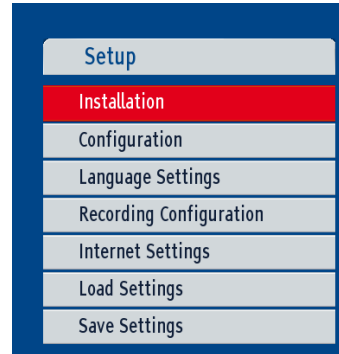 Setup
Installation
Configuration
Language Settings
Recording Configuration
Internet Settings
Load Settings
Save Settings